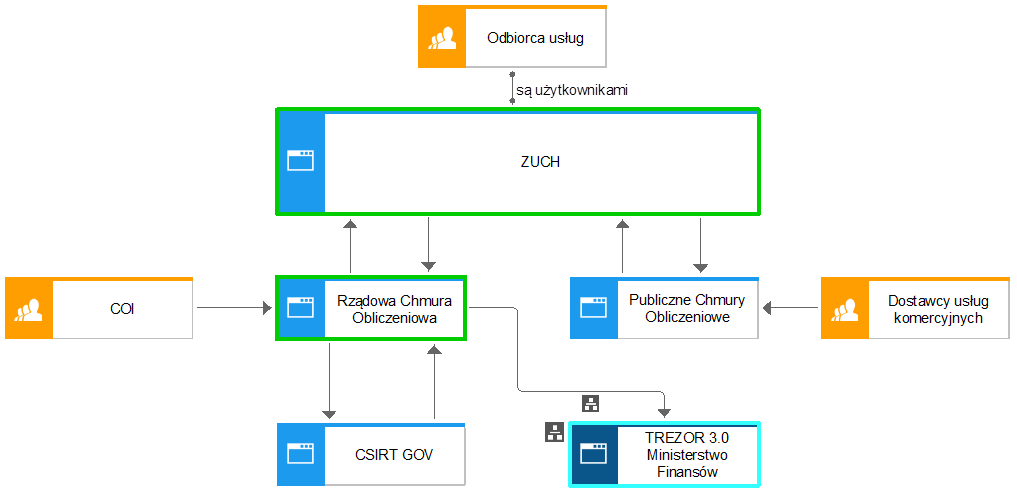 Odbiorca usług
są użytkownikami
ZUCH
COI
Rządowa Chmura
Obliczeniowa
Publiczne Chmury
Obliczeniowe
Dostawcy usług
komercyjnych
CSIRT GOV
TREZOR 3.0
Ministerstwo
Finansów